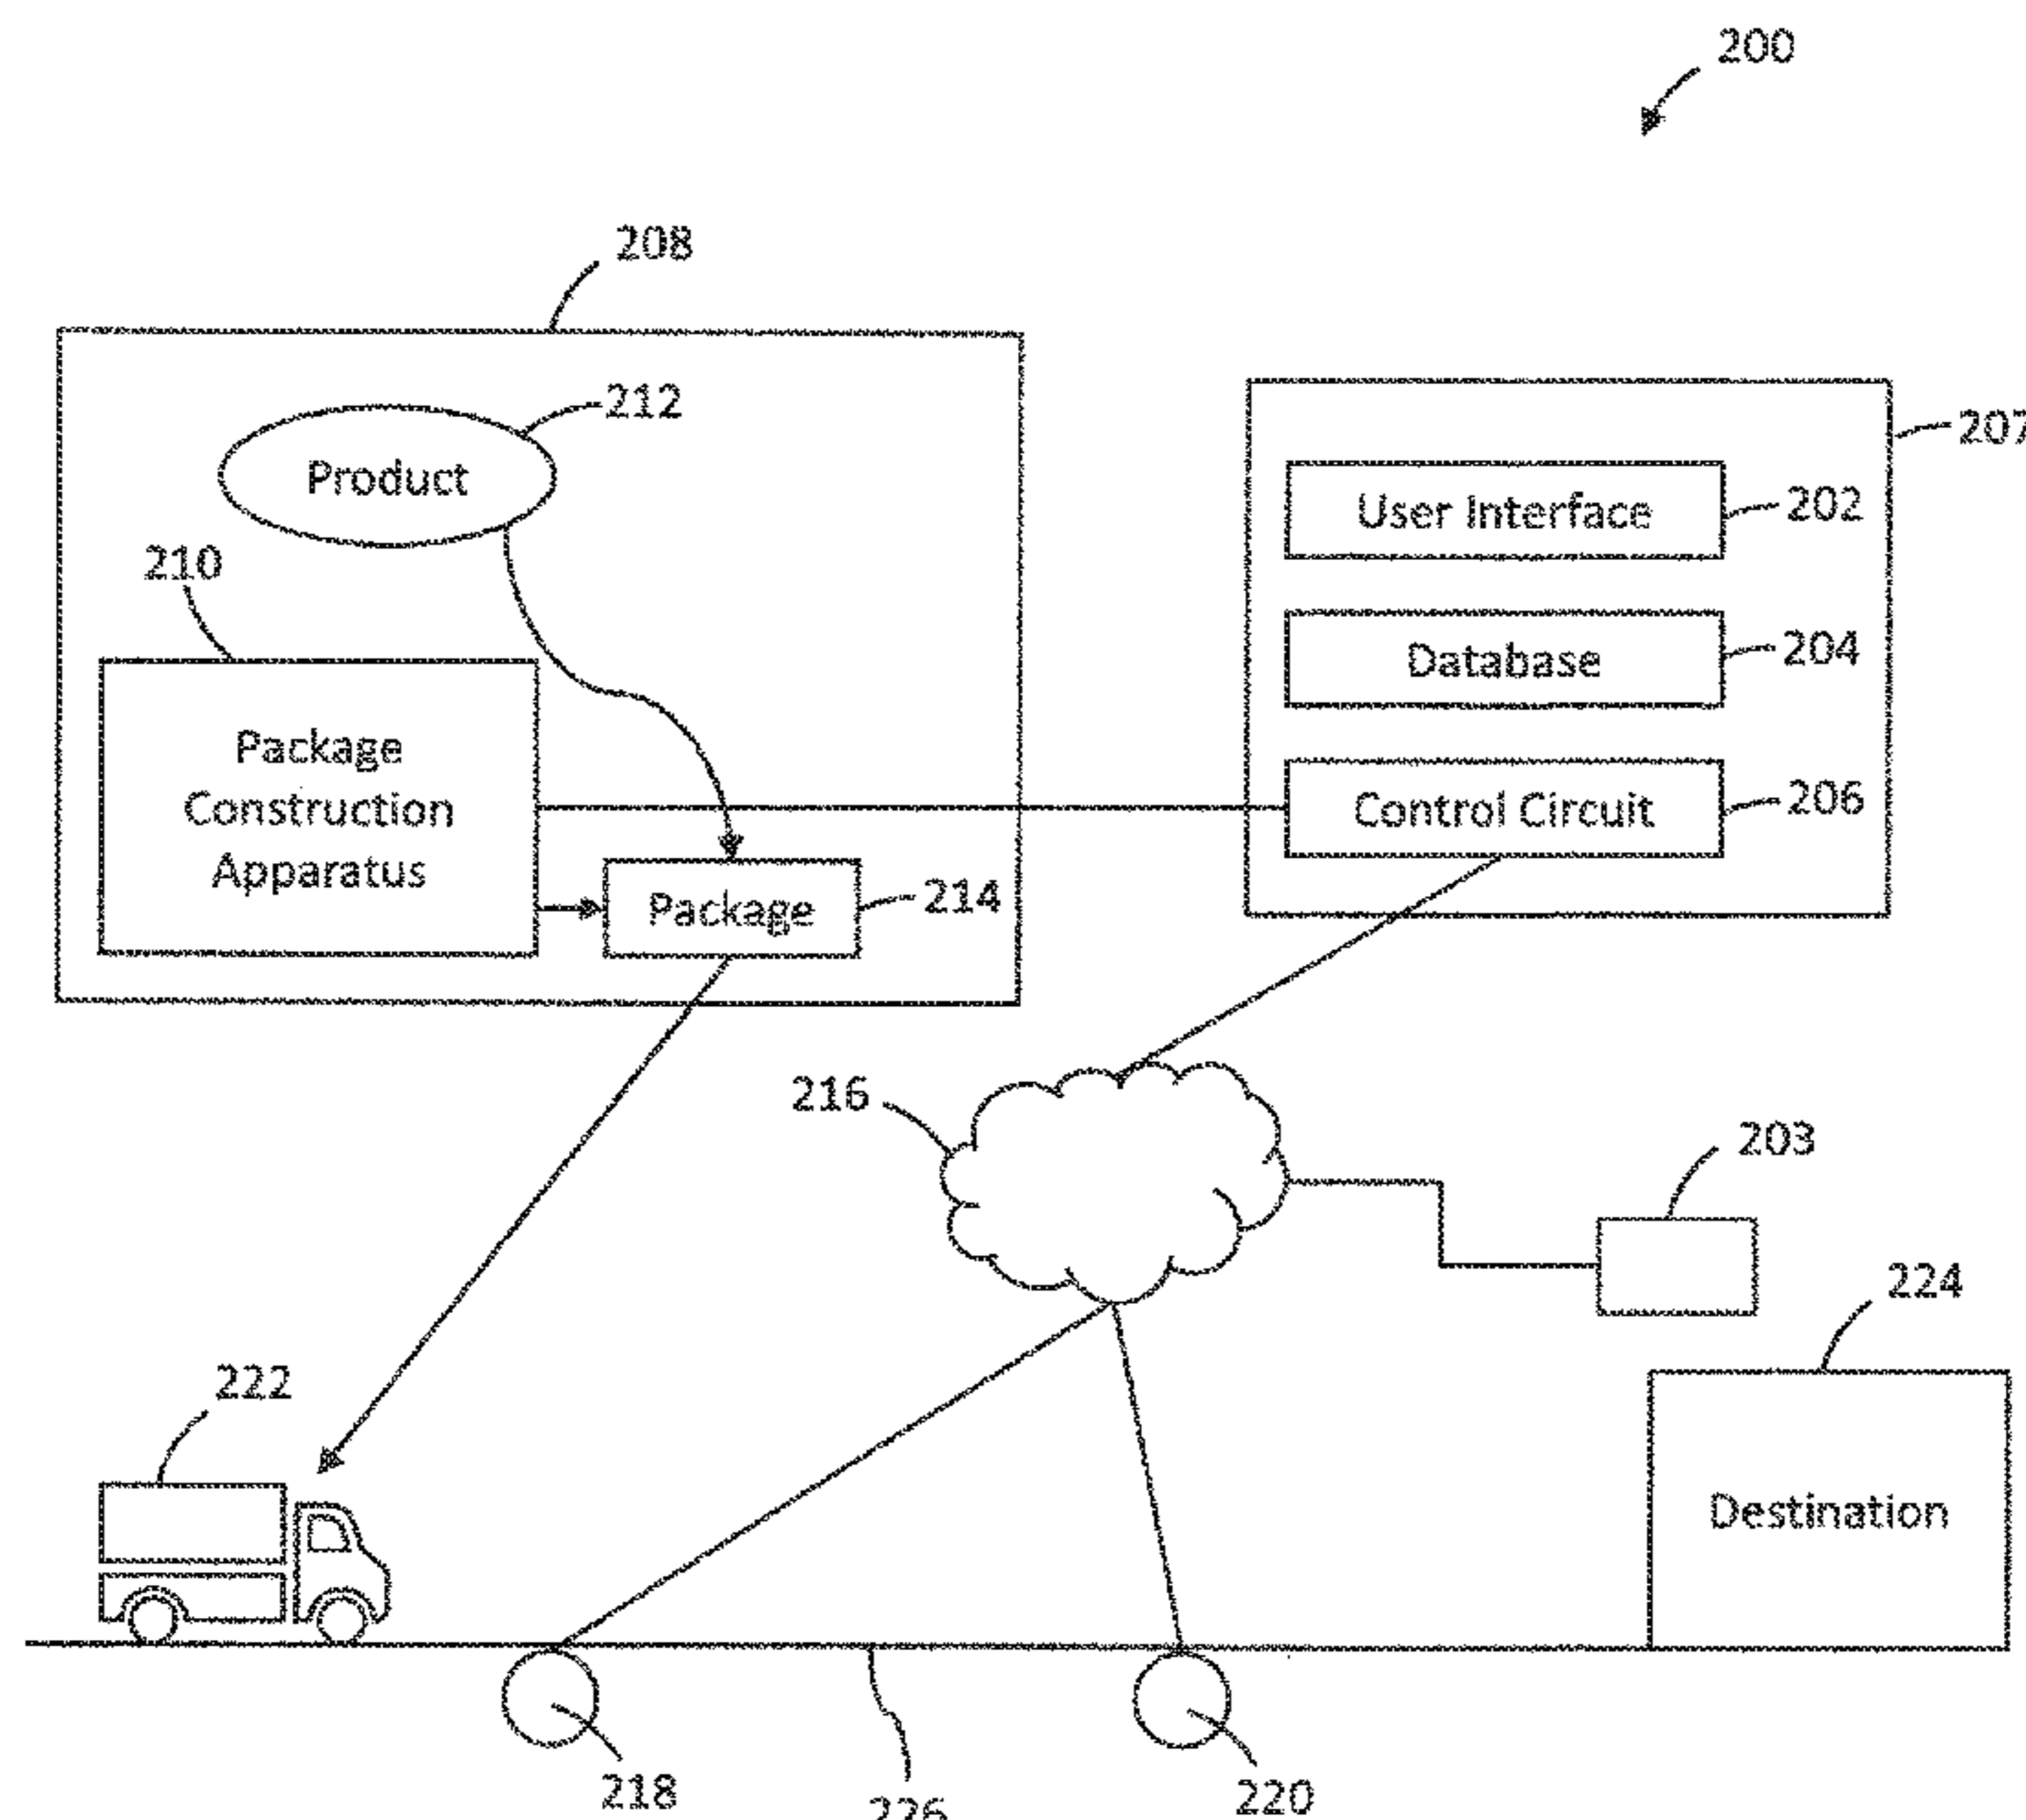 200
208
212
Product
207
User Interface
202
210
Database
204
Package
Construction
Apparatus
Control Circuit
206
Package
214
216
203
224
222
Destination
218
226
220